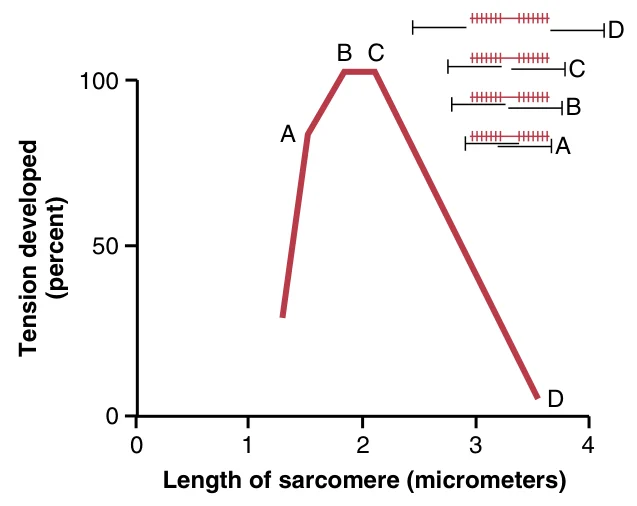 D
C
B
A
B C
A
D
100
50
0
0 1 2 3 4
Tension developed
(percent)
Length of sarcomere (micrometers)